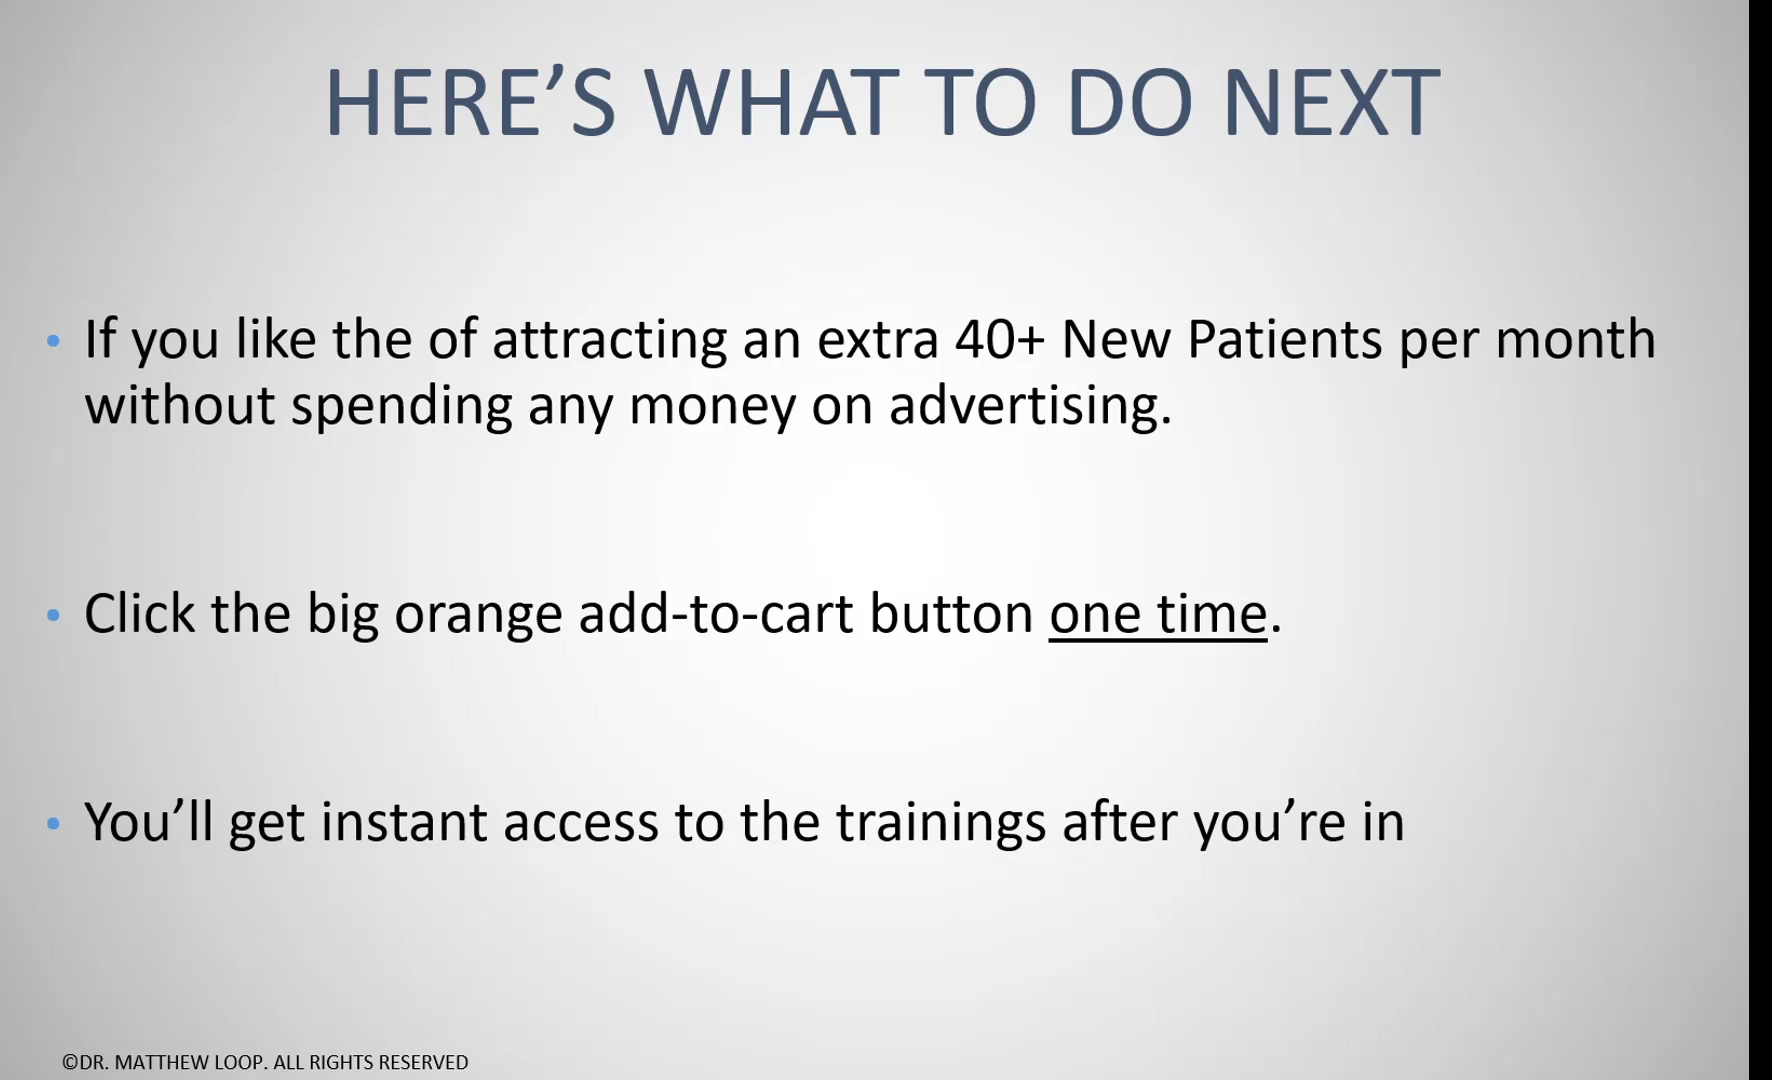 HERE’S WHAT TO DO NEXT
• If you like the of attracting an extra 40+ New Patients per month
without spending any money on advertising.
• Click the big orange add-to-cart button one time.
• You’ll get instant access to the trainings after you’re in
©DR. MATTHEW LOOP. ALL RIGHTS RESERVED